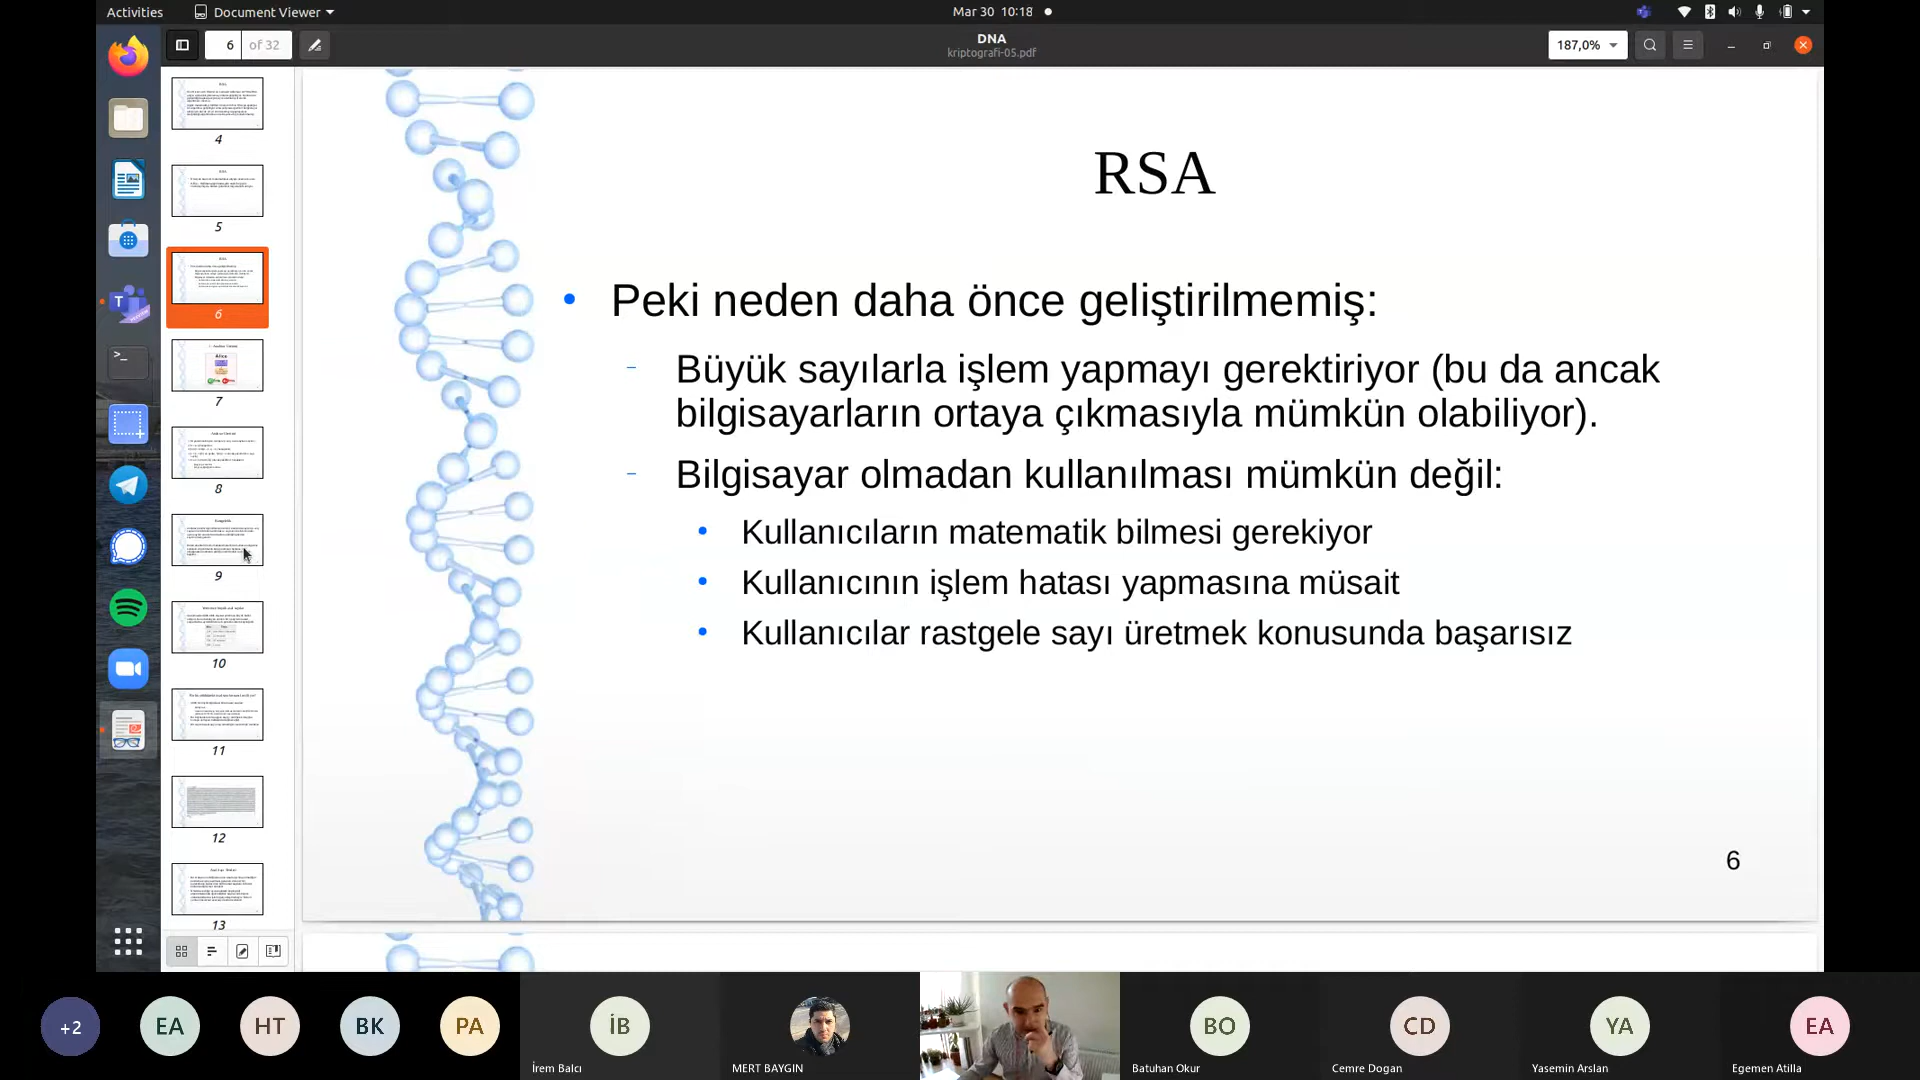 Activities
Document Viewer
Mar 30 10:18
6 of 32
DNA
kriptografi-05.pdf
187,0%
4
5
6
7
8
9
10
11
12
13
RSA
Peki neden daha önce geliştirilmemiş:
Büyük sayılarla işlem yapmayı gerektiriyor (bu da ancak
bilgisayarların ortaya çıkmasıyla mümkün olabiliyor).
Bilgisayar olmadan kullanılması mümkün değil:
Kullanıcıların matematik bilmesi gerekiyor
Kullanıcının işlem hatası yapmasına müsait
Kullanıcılar rastgele sayı üretmek konusunda başarısız
6
+2
EA
HT
BK
PA
İB
BO
CD
YA
EA
İrem Balcı
MERT BAYGIN
Batuhan Okur
Cemre Dogan
Yasemin Arslan
Egemen Atilla